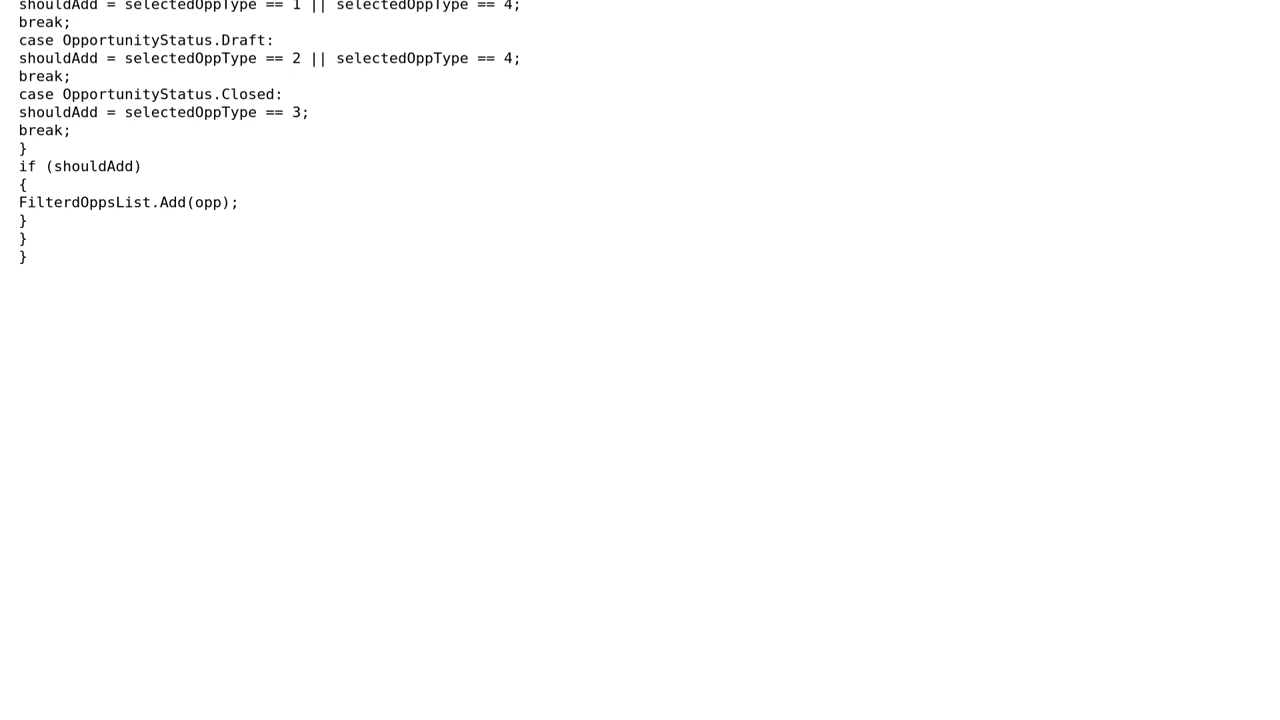 shouldAdd = selectedOppType == 1 || selectedOppType == 4;
break;
case OpportunityStatus.Draft:
shouldAdd = selectedOppType == 2 || selectedOppType == 4;
break;
case OpportunityStatus.Closed:
shouldAdd = selectedOppType == 3;
break;
}
if (shouldAdd)
{
FilterdOppsList.Add(opp);
}
}
}